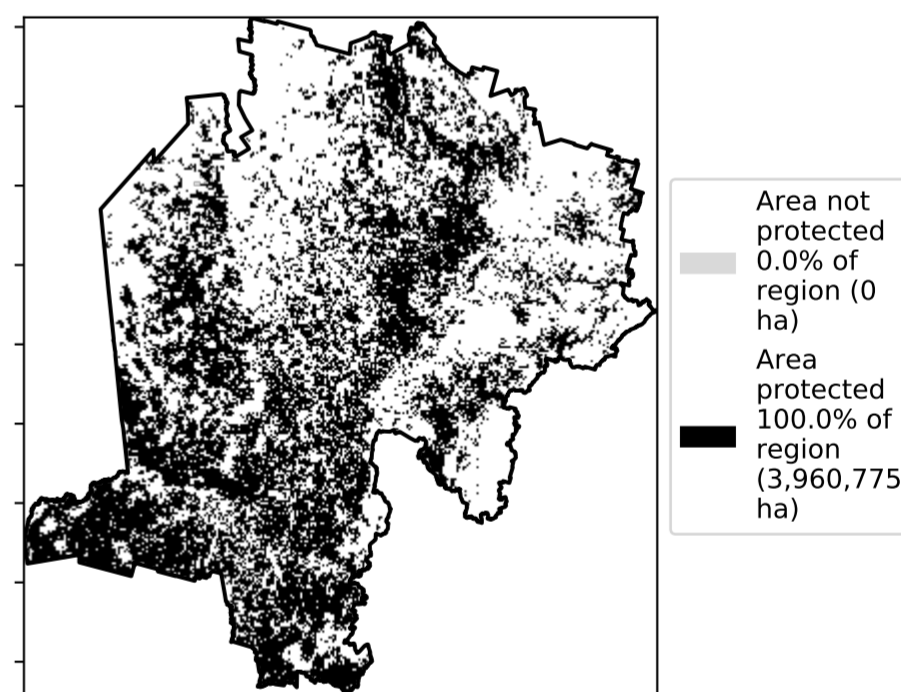 Area not
protected
0.0% of
region (0
ha)
Area
protected
100.0% of
region
(3,960,775
ha)